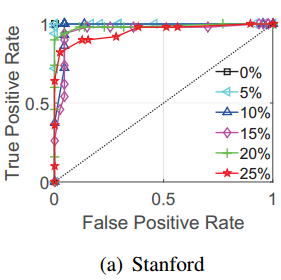 True Positive Rate
1
0.5
0
0%
5%
10%
15%
20%
25%
0 0.5 1
False Positive Rate
(a) Stanford